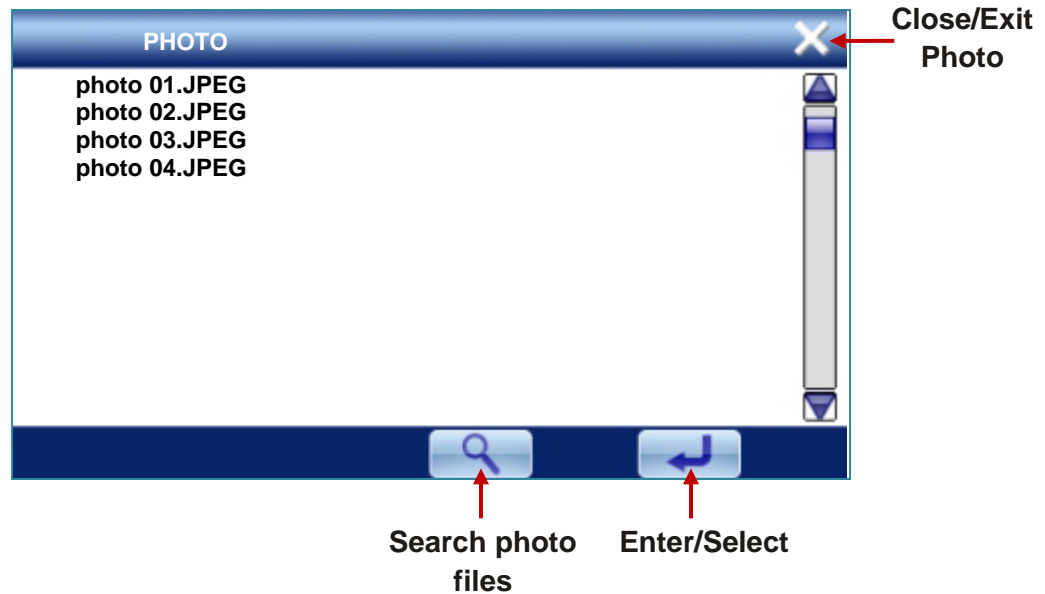 Close/Exit
Photo
PHOTO
photo 01.JPEG
photo 02.JPEG
photo 03.JPEG
photo 04.JPEG
Search photo
files
Enter/Select